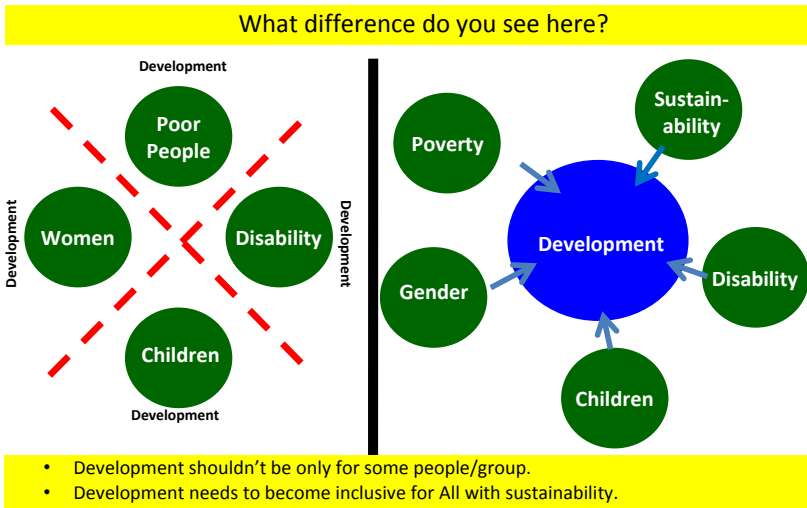 What difference do you see here?
Development
Poor
People
Development
Women
Disability
Development
Children
Development
Poverty
Sustain-
ability
Development
Gender
Disability
Children
• Development shouldn't be only for some people/group.
• Development needs to become inclusive for All with sustainability.